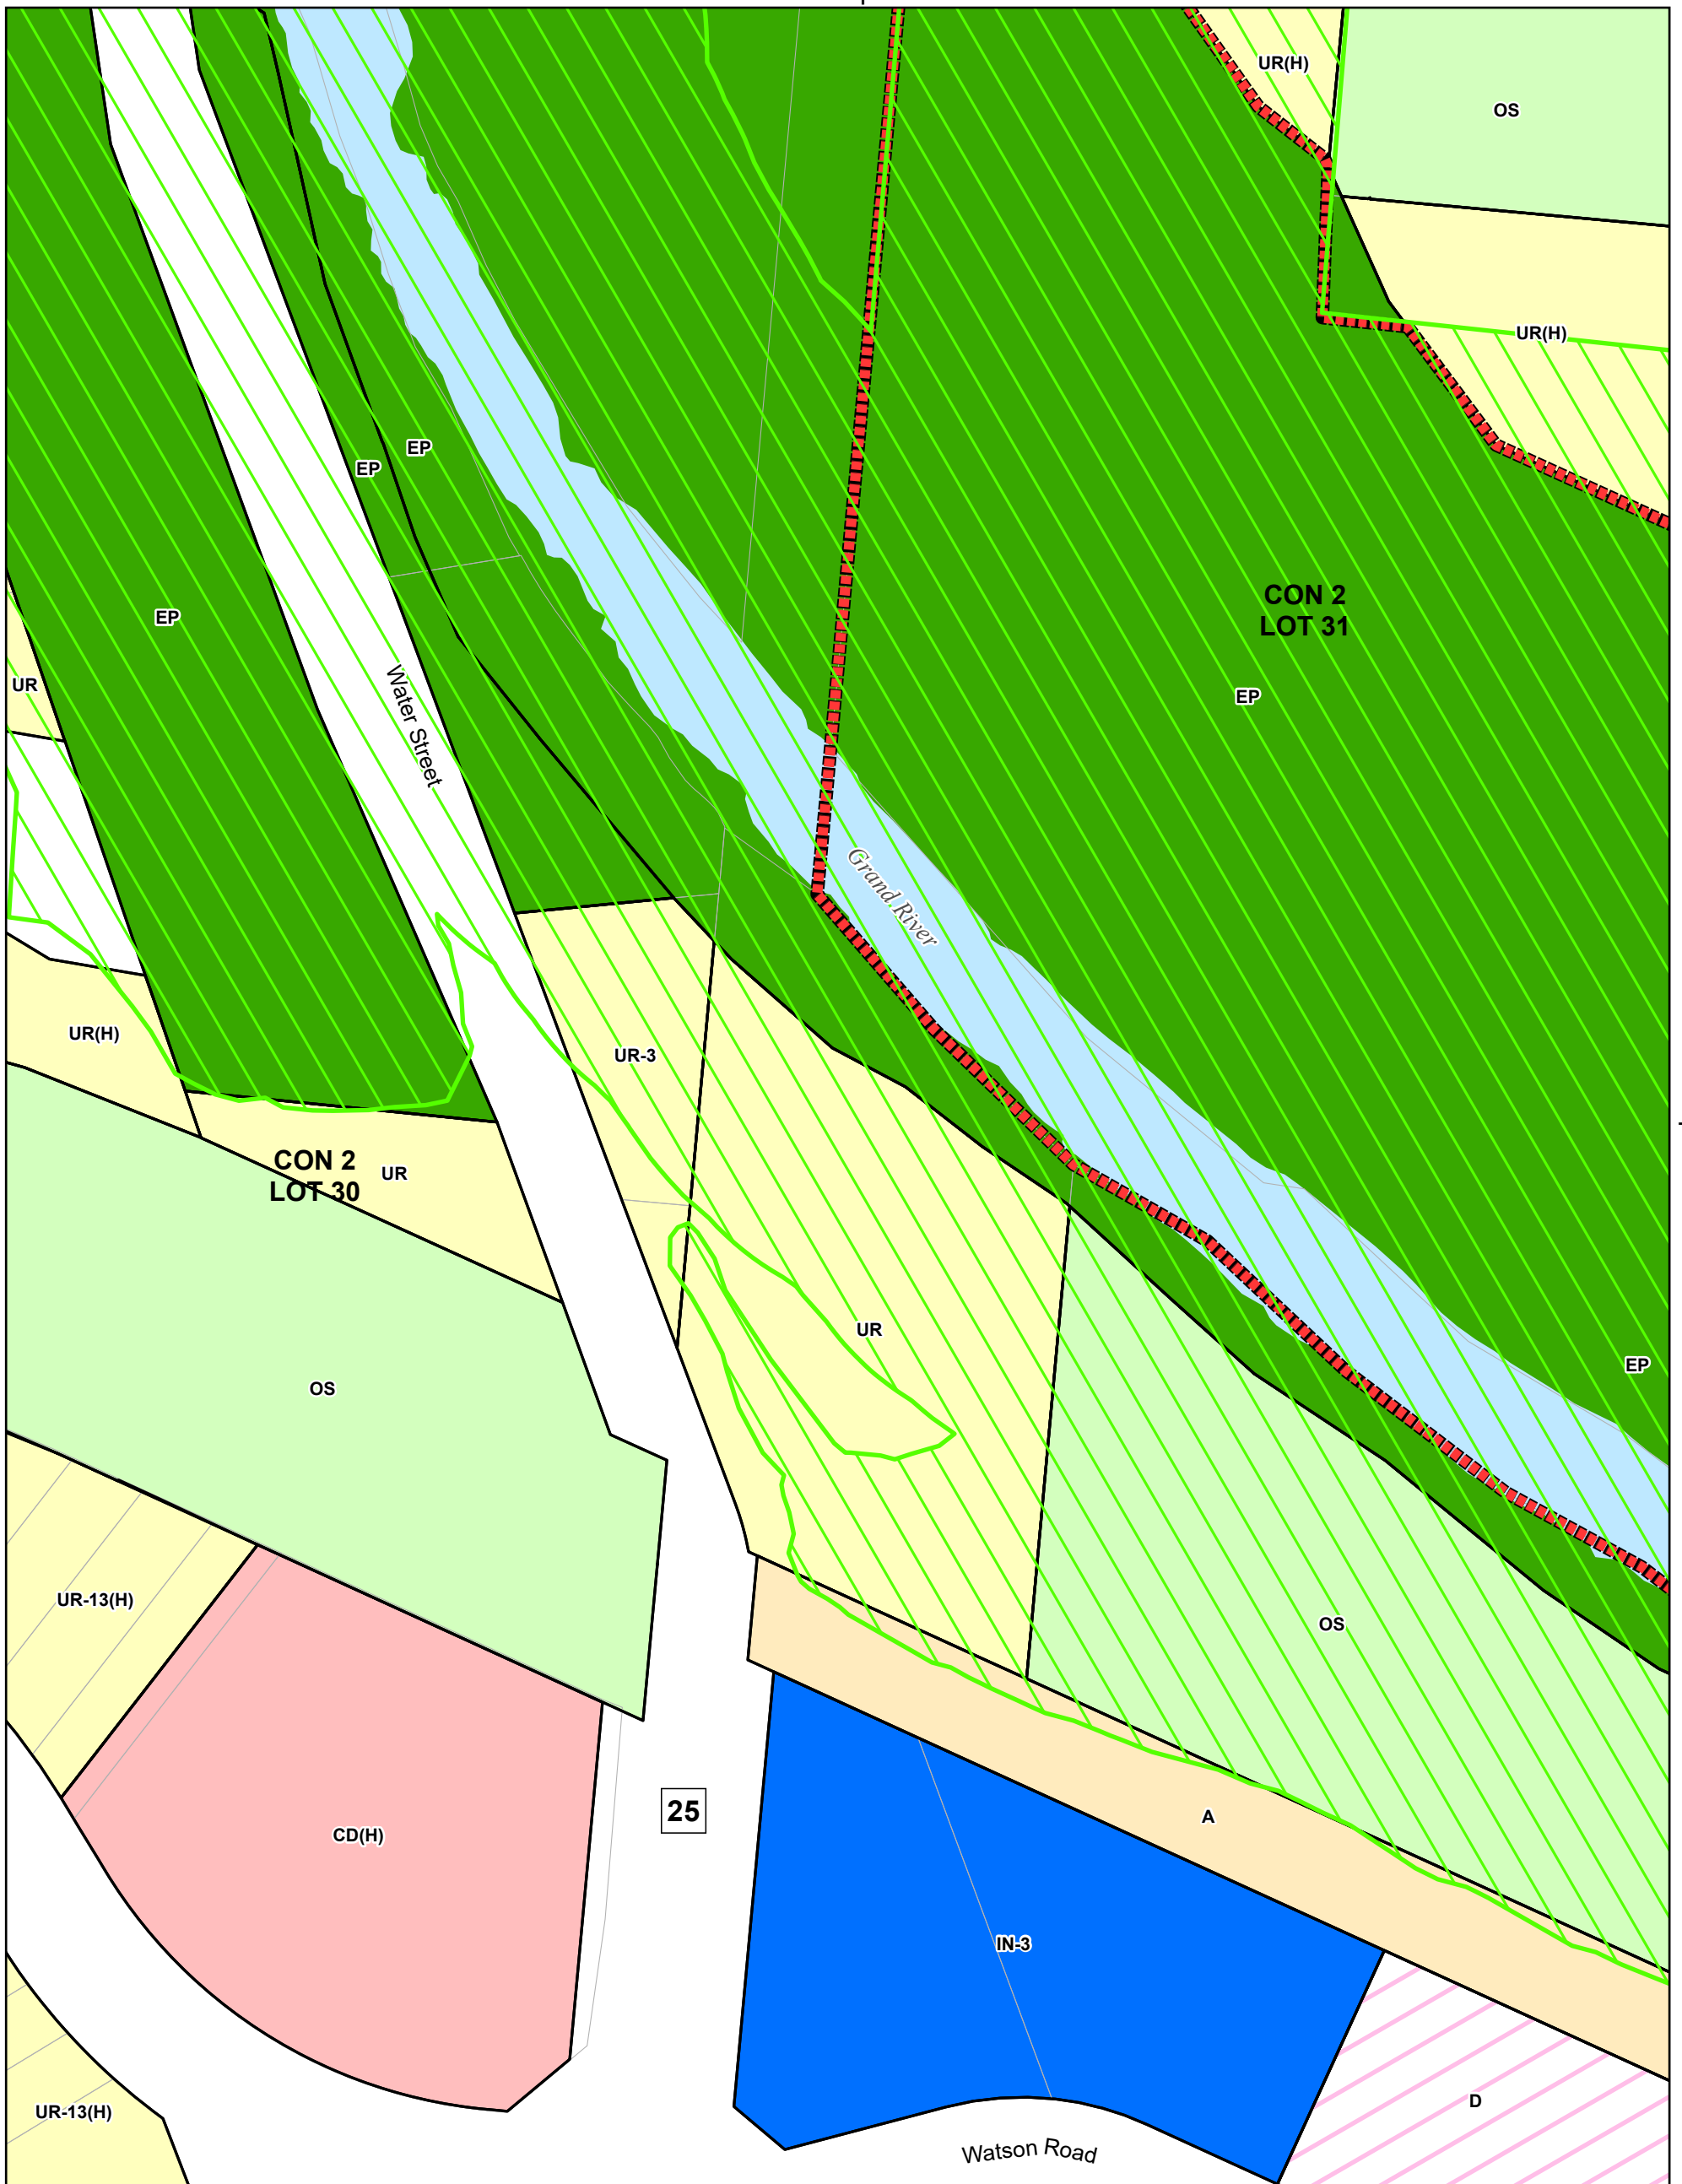 UR(H)
OS
UR(H)
EP
EP
CON 2
LOT 31
EP
UR
Water Street
EP
Grand River
UR(H)
UR-3
CON 2
LOT 30
UR
UR
EP
OS
UR-13(H)
OS
25
A
CD(H)
IN-3
D
UR-13(H)
Watson Road